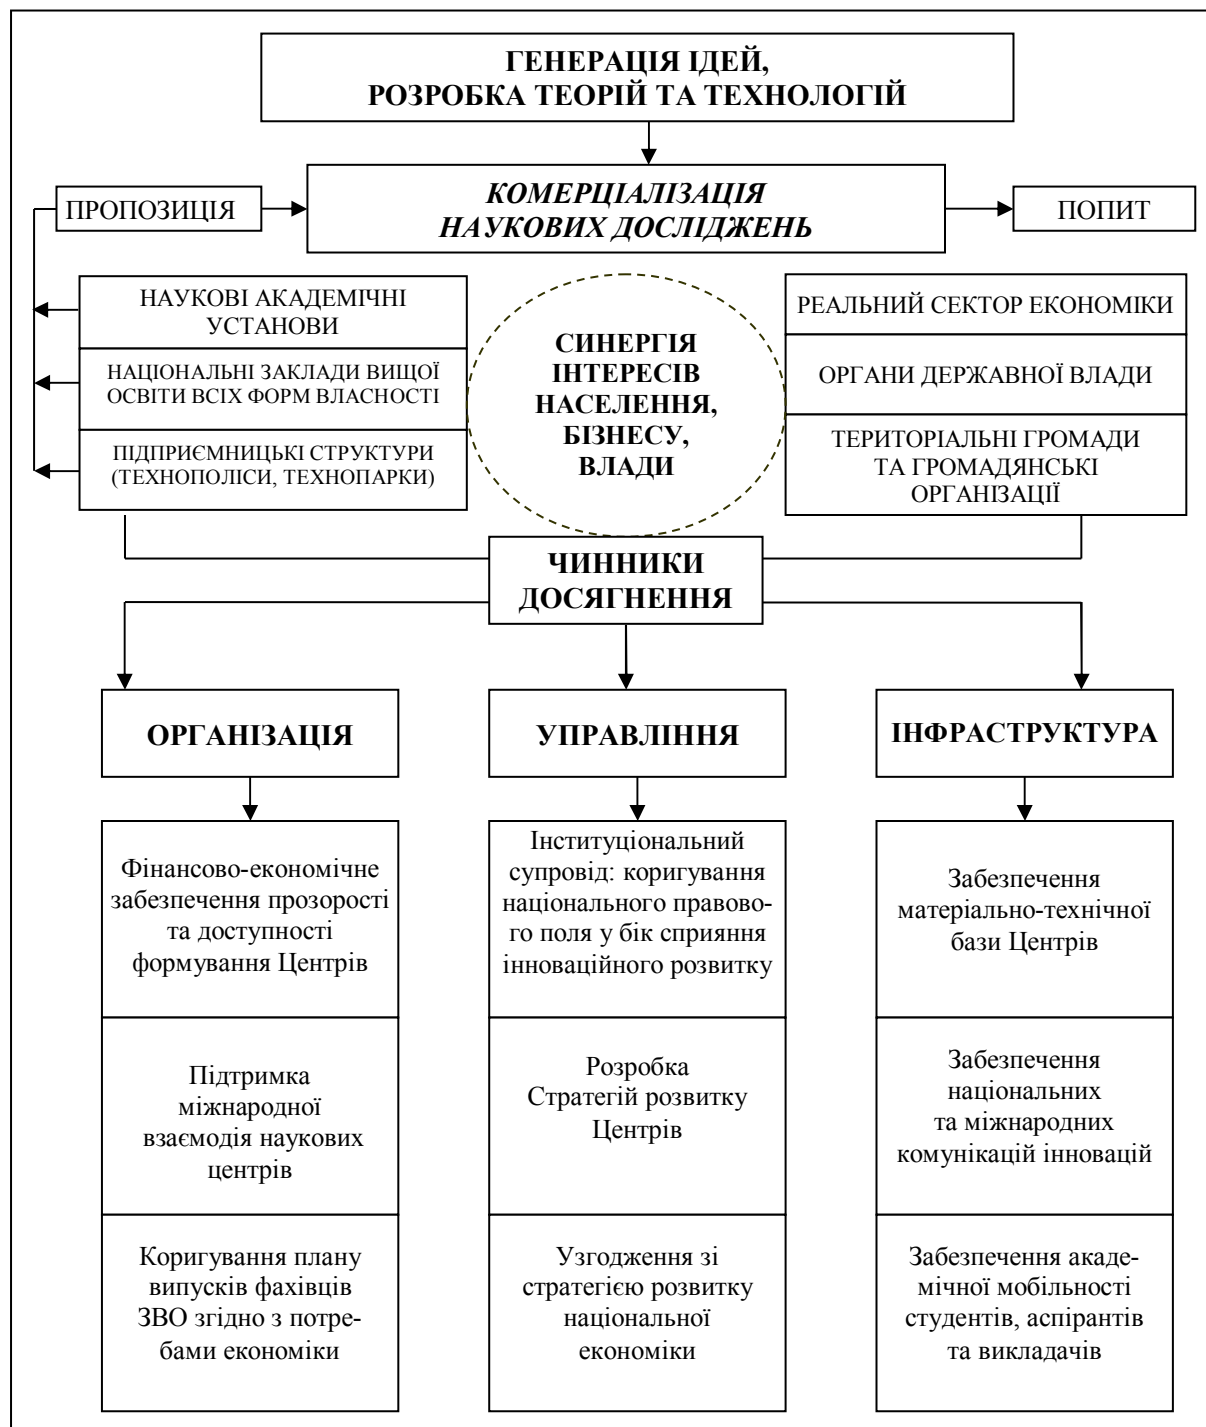 ГЕНЕРАЦІЯ ІДЕЙ,
РОЗРОБКА ТЕОРІЙ ТА ТЕХНОЛОГІЙ
ПРОПОЗИЦІЯ
КОМЕРЦІАЛІЗАЦІЯ
НАУКОВИХ ДОСЛІДЖЕНЬ
ПОПИТ
НАУКОВІ АКАДЕМІЧНІ
УСТАНОВИ
НАЦІОНАЛЬНІ ЗАКЛАДИ ВИЩОЇ
ОСВІТИ ВСІХ ФОРМ ВЛАСНОСТІ
ПІДПРИЄМНИЦЬКІ СТРУКТУРИ
(ТЕХНОПОЛІСИ, ТЕХНОПАРКИ)
СИНЕРГІЯ
ІНТЕРЕСІВ
НАСЕЛЕННЯ,
БІЗНЕСУ,
ВЛАДИ
РЕАЛЬНИЙ СЕКТОР ЕКОНОМІКИ
ОРГАНИ ДЕРЖАВНОЇ ВЛАДИ
ТЕРИТОРІАЛЬНІ ГРОМАДИ
ТА ГРОМАДЯНСЬКІ
ОРГАНІЗАЦІЇ
ЧИННИКИ
ДОСЯГНЕННЯ
ОРГАНІЗАЦІЯ
УПРАВЛІННЯ
ІНФРАСТРУКТУРА
Фінансово-економічне
забезпечення прозорості
та доступності
формування Центрів
Підтримка
міжнародної
взаємодія наукових
центрів
Коригування плану
випусків фахівців
ЗВО згідно з потре-
бами економіки
Інституціональний
супровід: коригування
національного правово-
го поля у бік сприяння
інноваційного розвитку
Розробка
Стратегій розвитку
Центрів
Узгодження зі
стратегією розвитку
національної
економіки
Забезпечення
матеріально-технічної
бази Центрів
Забезпечення
національних
та міжнародних
комунікацій інновацій
Забезпечення акаде-
мічної мобільності
студентів, аспірантів
та викладачів